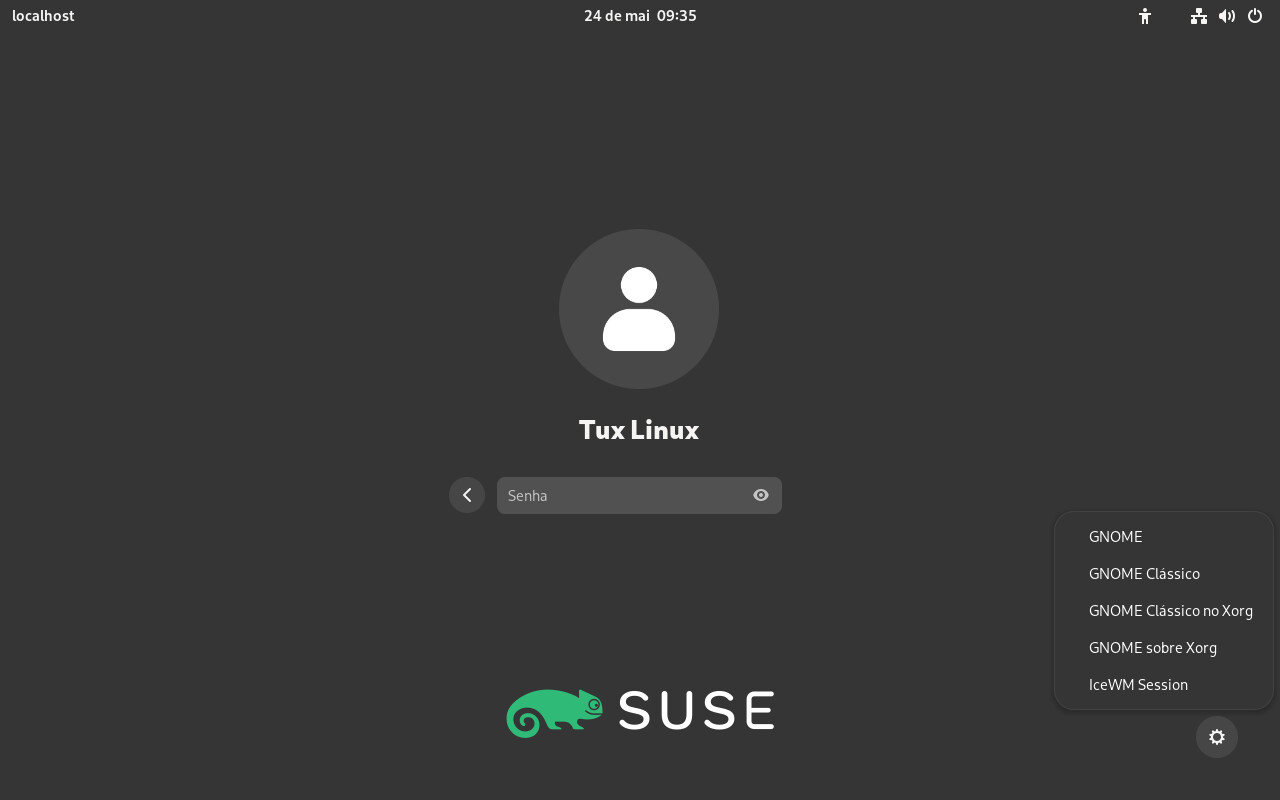 localhost
24 de mai 09:35
Tux Linux
Senha
GNOME
GNOME Clássico
GNOME Clássico no Xorg
GNOME sobre Xorg
IceWM Session
SUSE